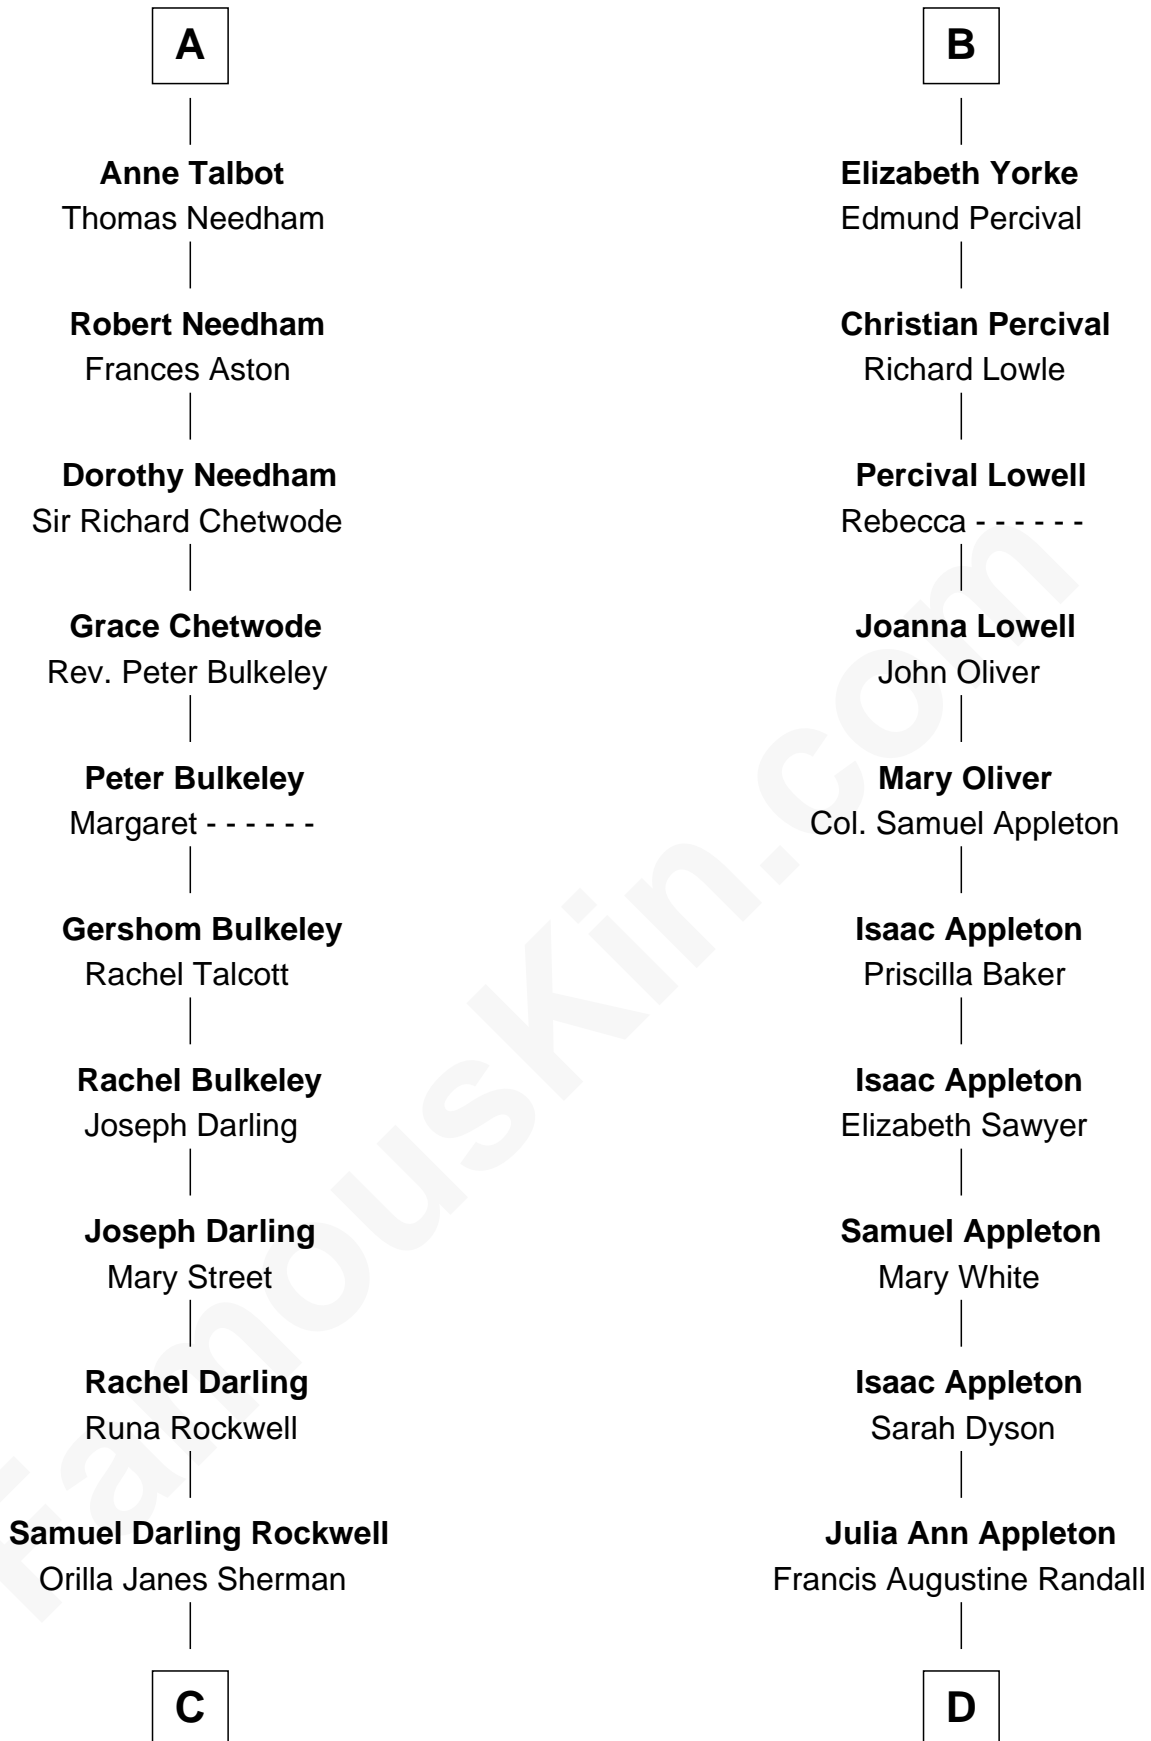 A
Anne Talbot
Thomas Needham
Robert Needham
Frances Aston
Dorothy Needham
Sir Richard Chetwode
Grace Chetwode
Rev. Peter Bulkeley
Peter Bulkeley
Margaret - - - - - -
Gershom Bulkeley
Rachel Talcott
Rachel Bulkeley
Joseph Darling
Joseph Darling
Mary Street
Rachel Darling
Runa Rockwell
Samuel Darling Rockwell
Orilla Janes Sherman
C
B
Elizabeth Yorke
Edmund Percival
Christian Percival
Richard Lowle
Percival Lowell
Rebecca - - - - - -
Joanna Lowell
John Oliver
Mary Oliver
Col. Samuel Appleton
Isaac Appleton
Priscilla Baker
Isaac Appleton
Elizabeth Sawyer
Samuel Appleton
Mary White
Isaac Appleton
Sarah Dyson
Julia Ann Appleton
Francis Augustine Randall
D
FamousKin.com